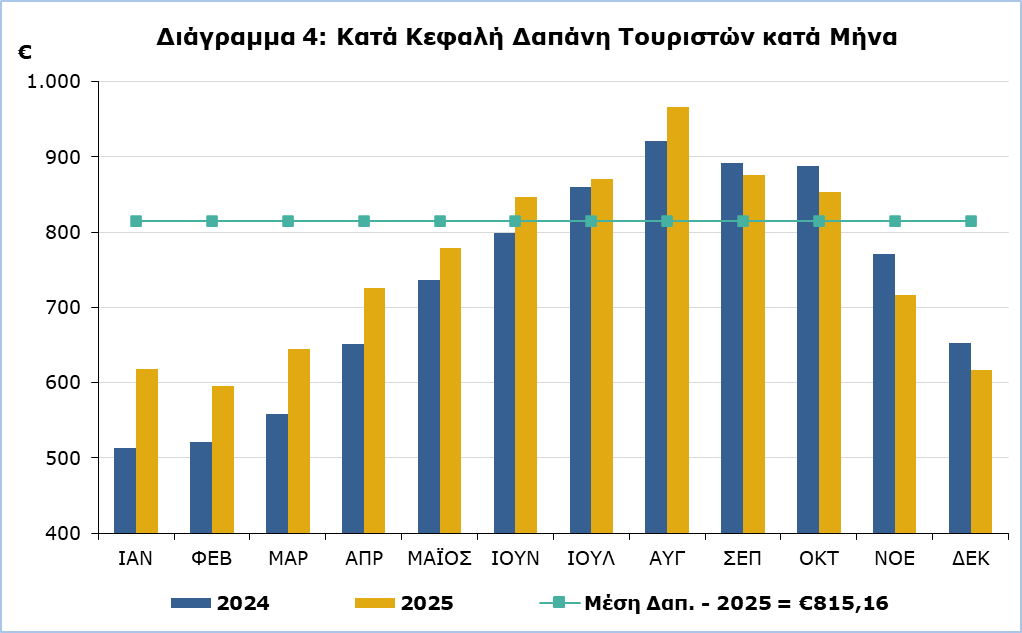 Διάγραμμα 4: Κατά Κεφαλή Δαπάνη Τουριστών κατά Μήνα
€
1.000
900
800
700
600
500
400
ΙΑΝ ΦΕΒ ΜΑΡ ΑΠΡ ΜΑΪΟΣ ΙΟΥΝ ΙΟΥΛ ΑΥΓ ΣΕΠ ΟΚΤ ΝΟΕ ΔΕΚ
2024 2025 Μέση Δαπ. - 2025 = €815,16